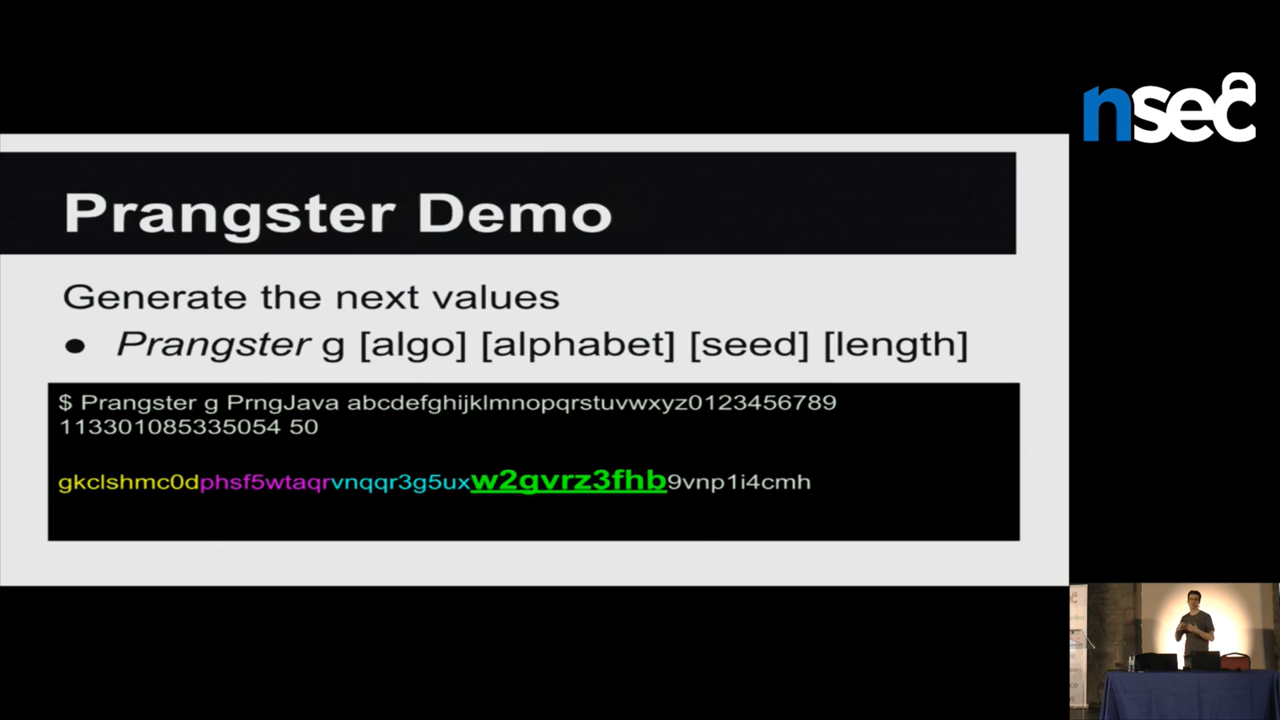 nsec
Prangster Demo
Generate the next values
● Prangster g [algo] [alphabet] [seed] [length]
$ Prangster g PrngJava abcdefghijklmnopqrstuvwxyz0123456789
113301085335054 50
gkclshmc0dphsf5wtaqrvnqqr3g5uxw2gvrz3fhb9vnp1i4cmh